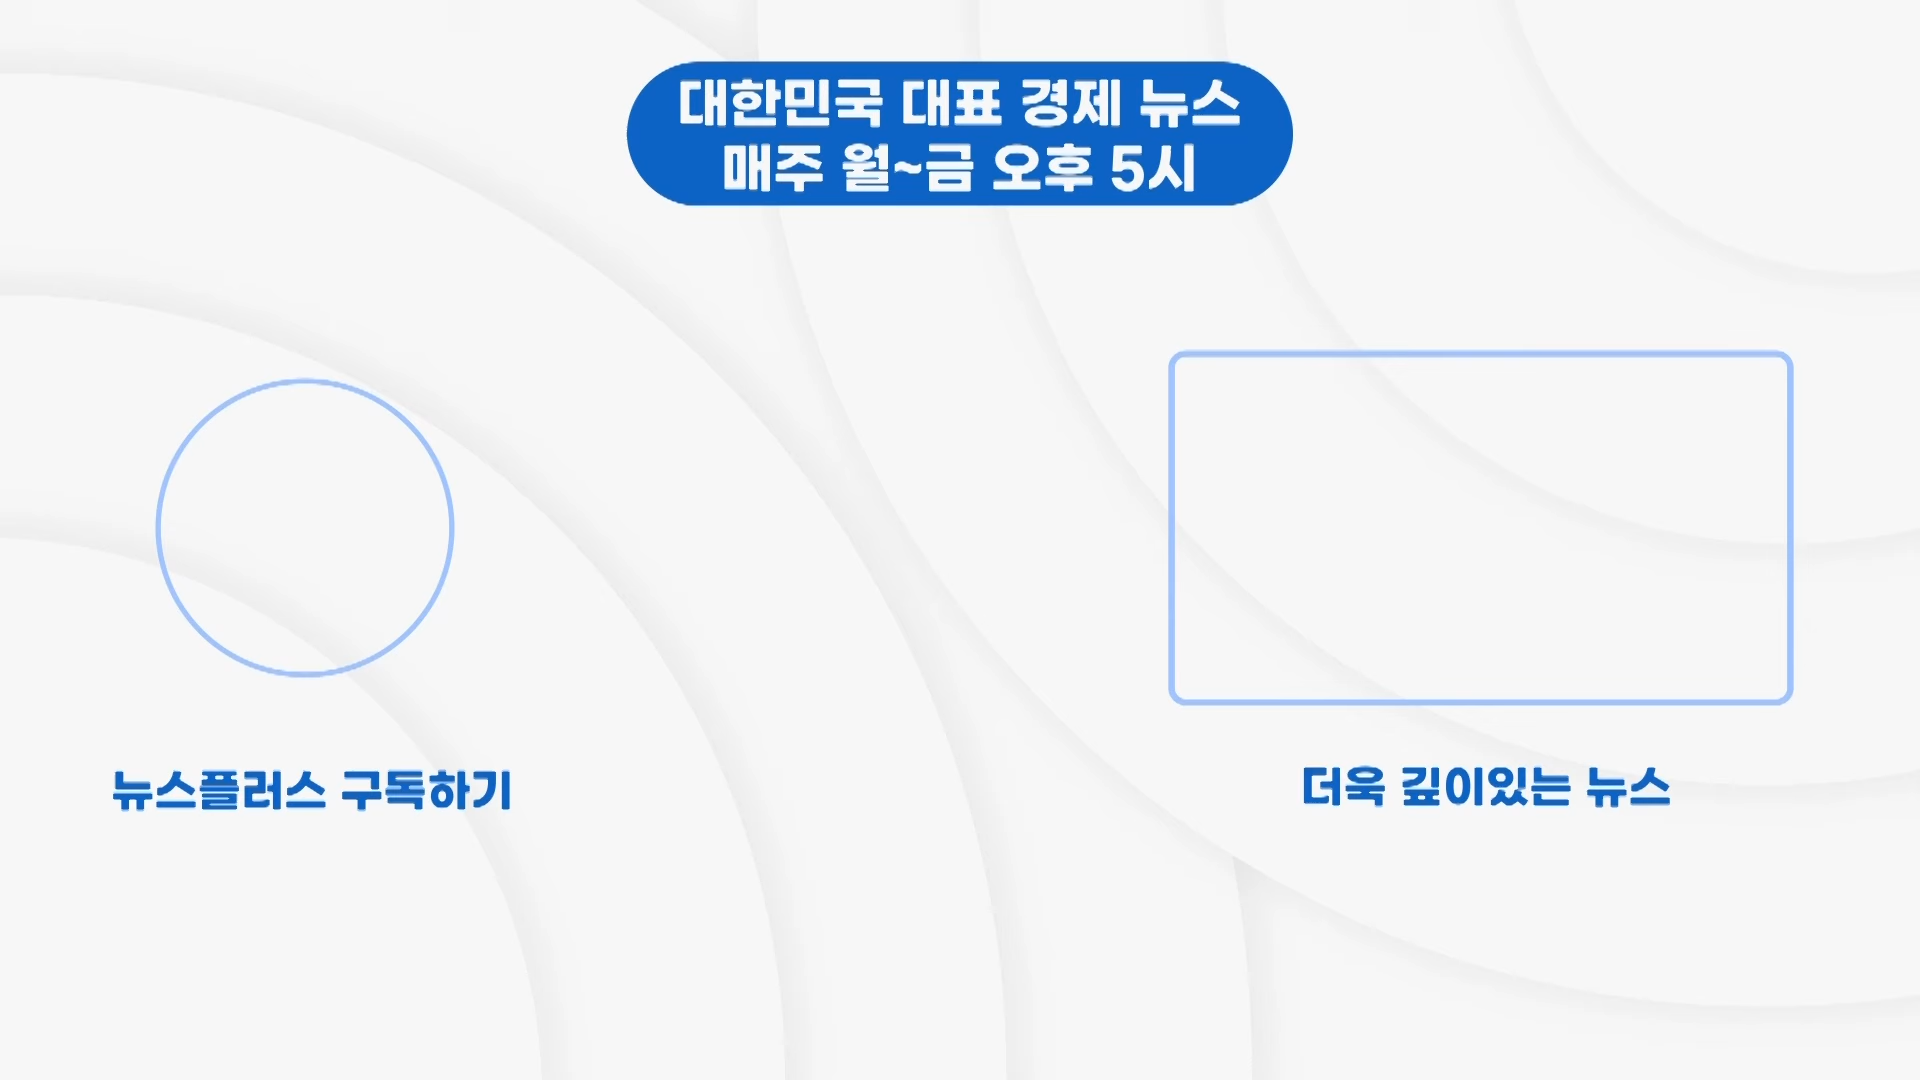 대한민국 대표 경제 뉴스
매주 월~금 오후 5시
뉴스플러스 구독하기
더욱 깊이있는 뉴스